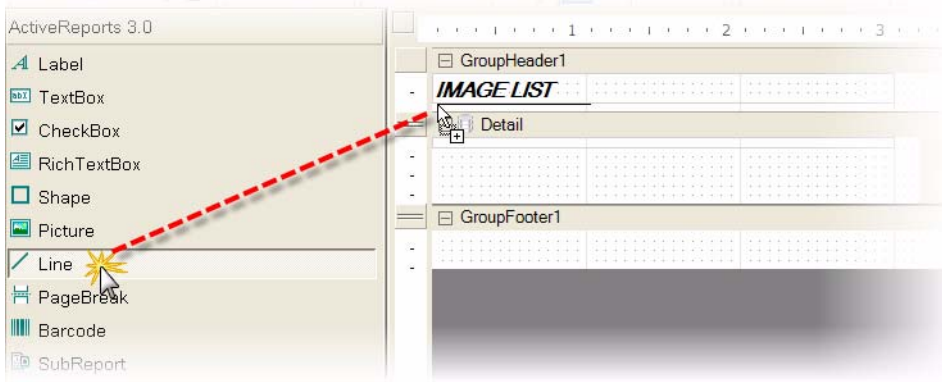 ActiveReports 3.0
A Label
abI TextBox
CheckBox
RichTextBox
Shape
Picture
Line
PageBreak
Barcode
SubReport
1 2 3
GroupHeader1
IMAGE LIST
Detail
GroupFooter1